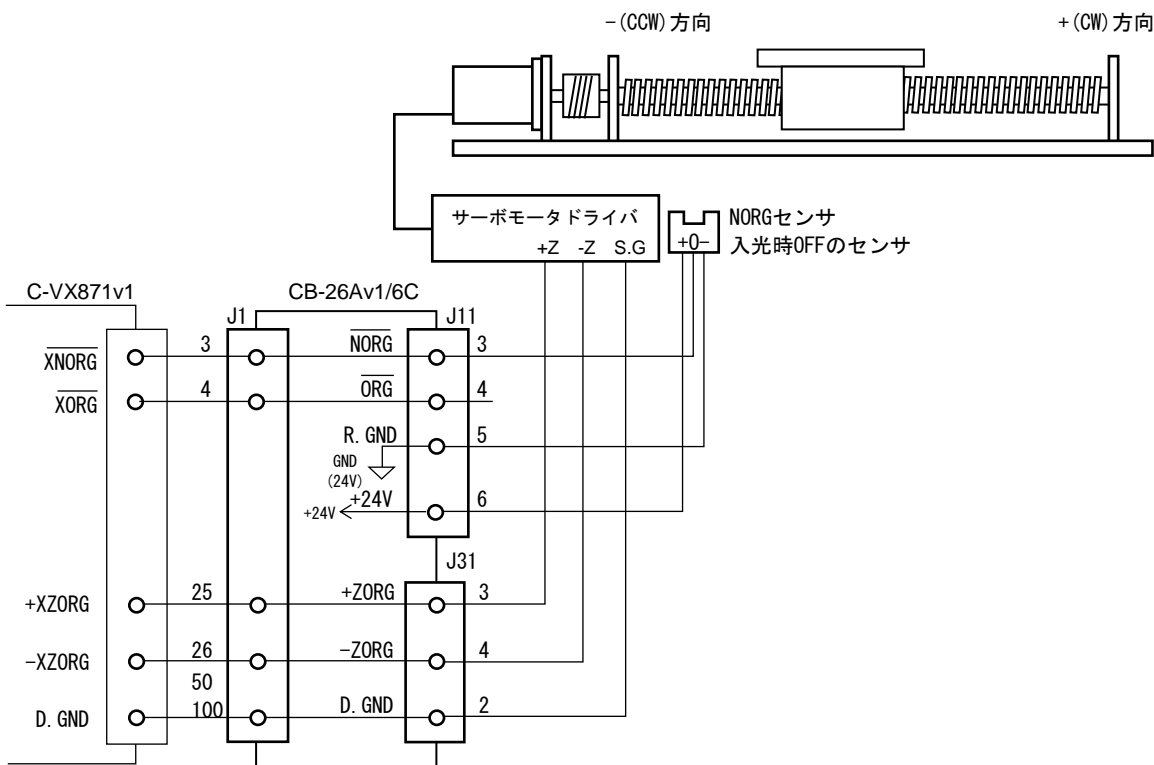 -(CCW)方向
+(CW)方向
サーボモータドライバ
+Z -Z S.G
+O-
NORGセンサ
入光時OFFのセンサ
C-VX871v1
CB-26Av1/6C
J1
J11
XNORG
3
NORG
3
XORG
4
ORG
4
R.GND
5
GND
(24V)
+24V
+24V
6
J31
+XZORG
25
+ZORG
3
-XZORG
26
-ZORG
4
50
D.GND
100
D.GND
2